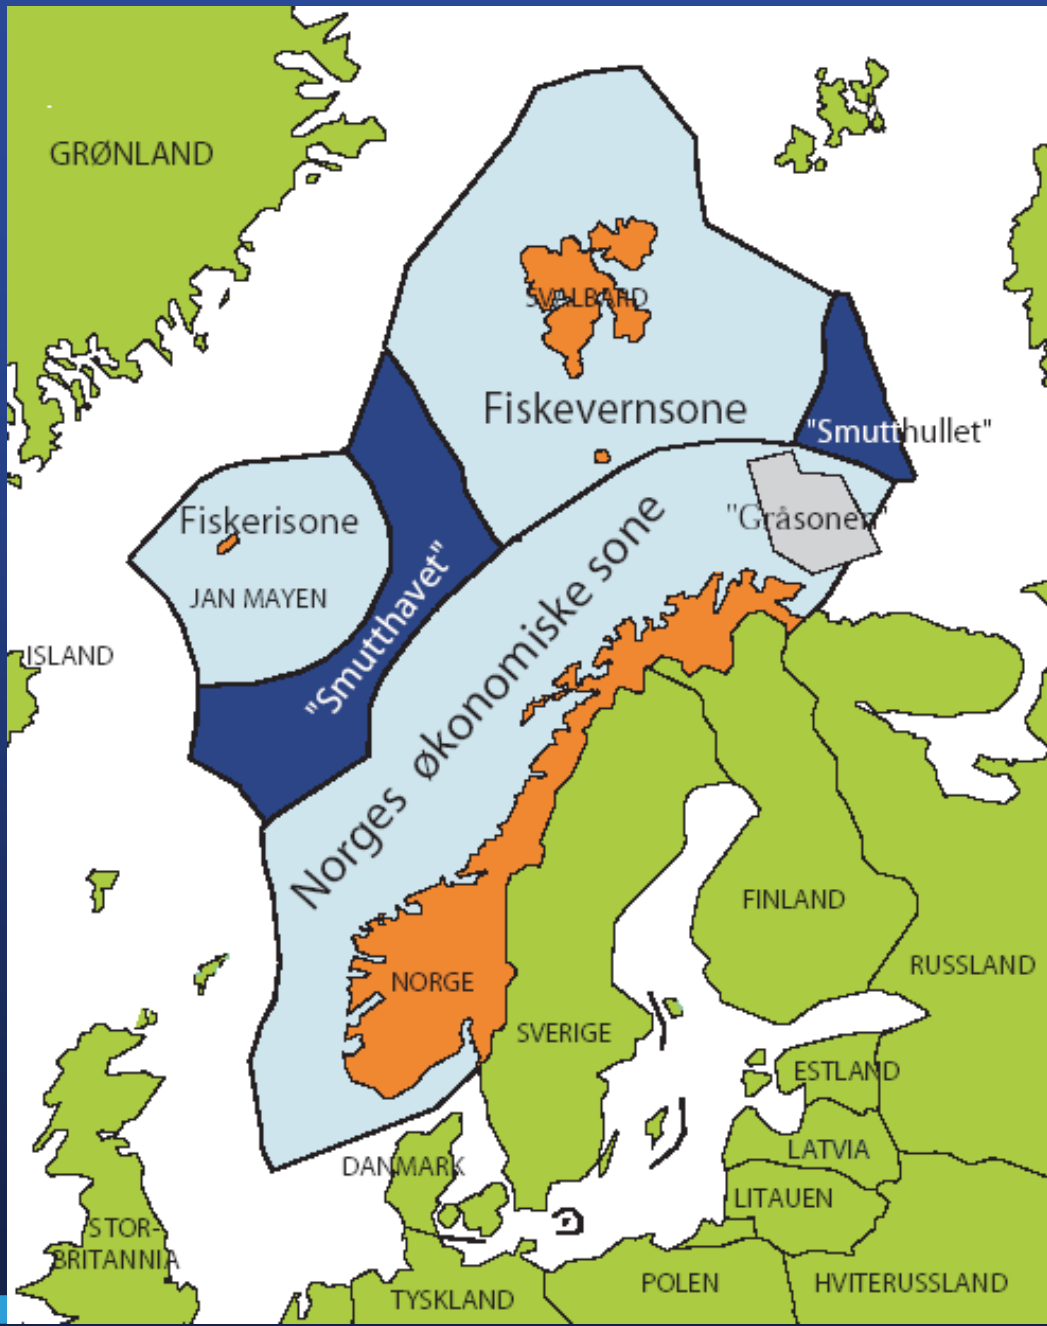 GRØNLAND
SVALBARD
Fiskevernsone
"Smutthullet"
Fiskerisone
"Gråsonen"
JAN MAYEN
"Smutthavet"
ISLAND
Norges økonomiske sone
FINLAND
RUSSLAND
NORGE
SVERIGE
ESTLAND
LATVIA
DANMARK
LITAUEN
STOR-
BRITANNIA
POLEN
HVITERUSSLAND
TYSKLAND